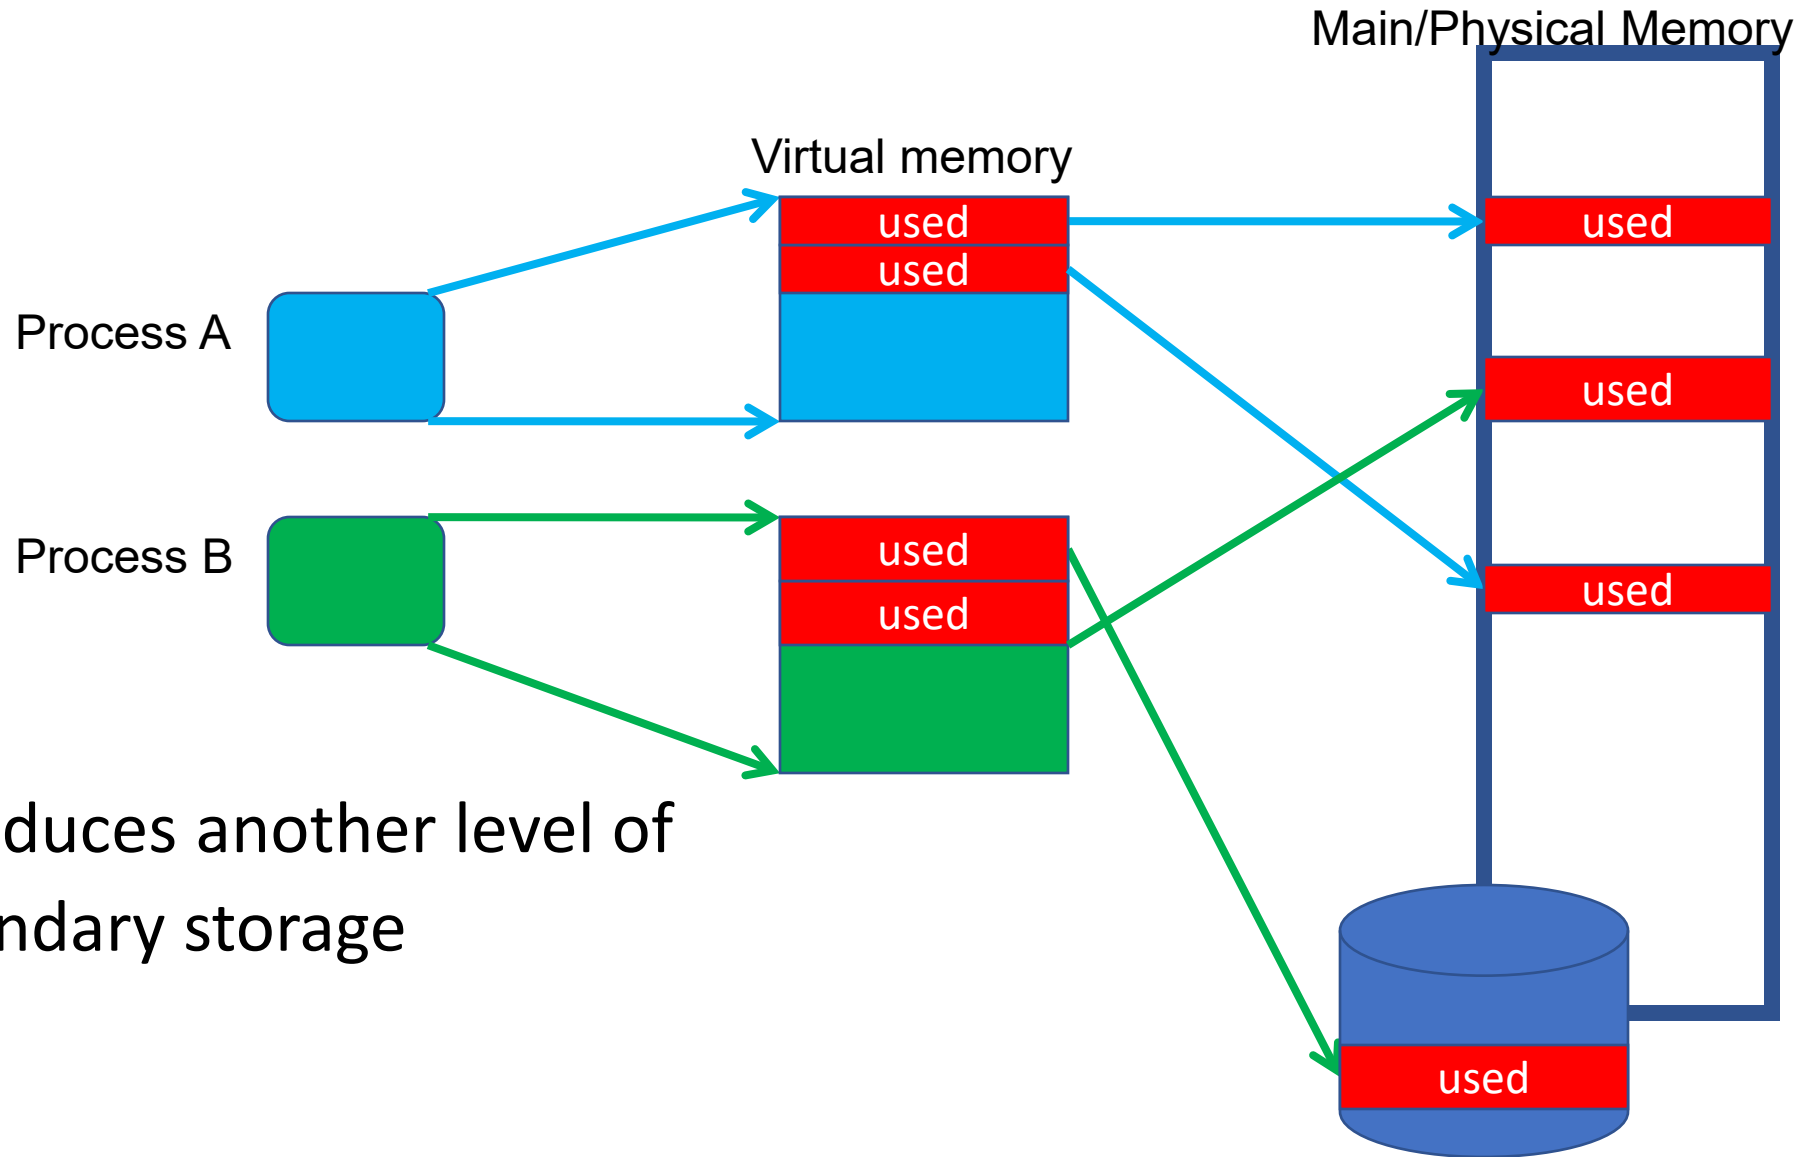 Main/Physical Memory
Virtual memory
used
used
used
used
Process A
used
Process B
used
used
used
duces another level of
ndary storage
used